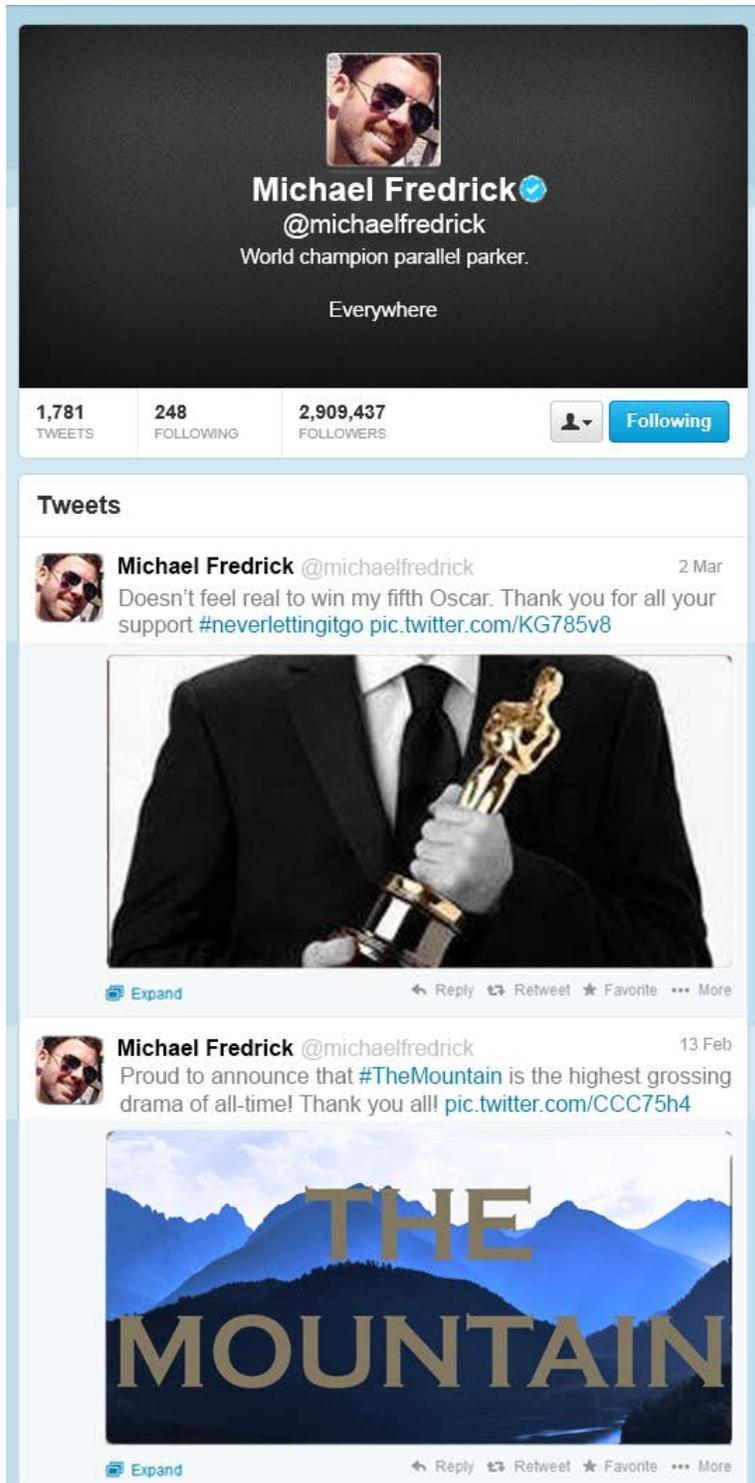 Michael Fredrick
@michaelfredrick
World champion parallel parker.
Everywhere
1,781 248 2,909,437
TWEETS FOLLOWING FOLLOWERS Following
Tweets
Michael Fredrick @michaelfredrick 2 Mar
Doesn’t feel real to win my fifth Oscar. Thank you for all your
support #neverlettingitgo pic.twitter.com/KG785v8
Expand Reply Retweet Favorite More
Michael Fredrick @michaelfredrick 13 Feb
Proud to announce that #TheMountain is the highest grossing
drama of all-time! Thank you all! pic.twitter.com/CCC75h4
THE
MOUNTAIN
Expand Reply Retweet Favorite More